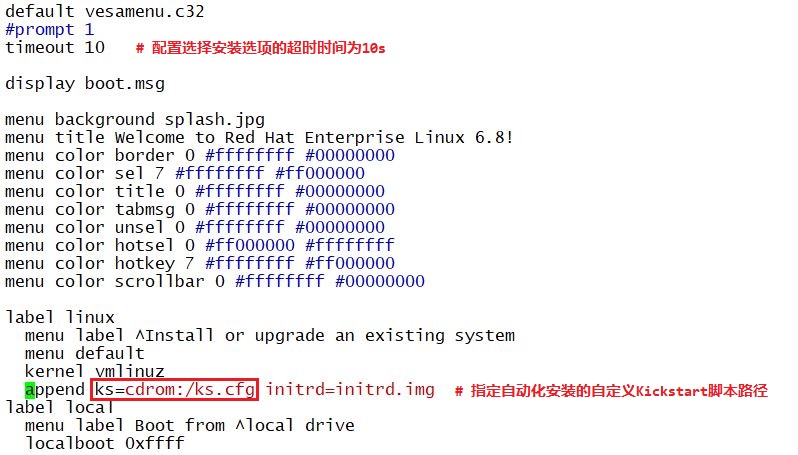 default vesamenu.c32
#prompt 1
timeout 10 # 配置选择安装选项的超时时间为10s
display boot.msg
menu background splash.jpg
menu title Welcome to Red Hat Enterprise Linux 6.8!
menu color border 0 #ffffffff #00000000
menu color sel 7 #ffffffff #ff000000
menu color title 0 #ffffffff #00000000
menu color tabmsg 0 #ffffffff #00000000
menu color unsel 0 #ffffffff #00000000
menu color hotsel 0 #ff000000 #ffffffff
menu color hotkey 7 #ffffffff #ff000000
menu color scrollbar 0 #ffffffff #00000000
label linux
menu label ^Install or upgrade an existing system
menu default
kernel vmlinuz
append ks=cdrom:/ks.cfg initrd=initrd.img # 指定自动化安装的自定义Kickstart脚本路径
label local
menu label Boot from ^local drive
localboot 0xffff